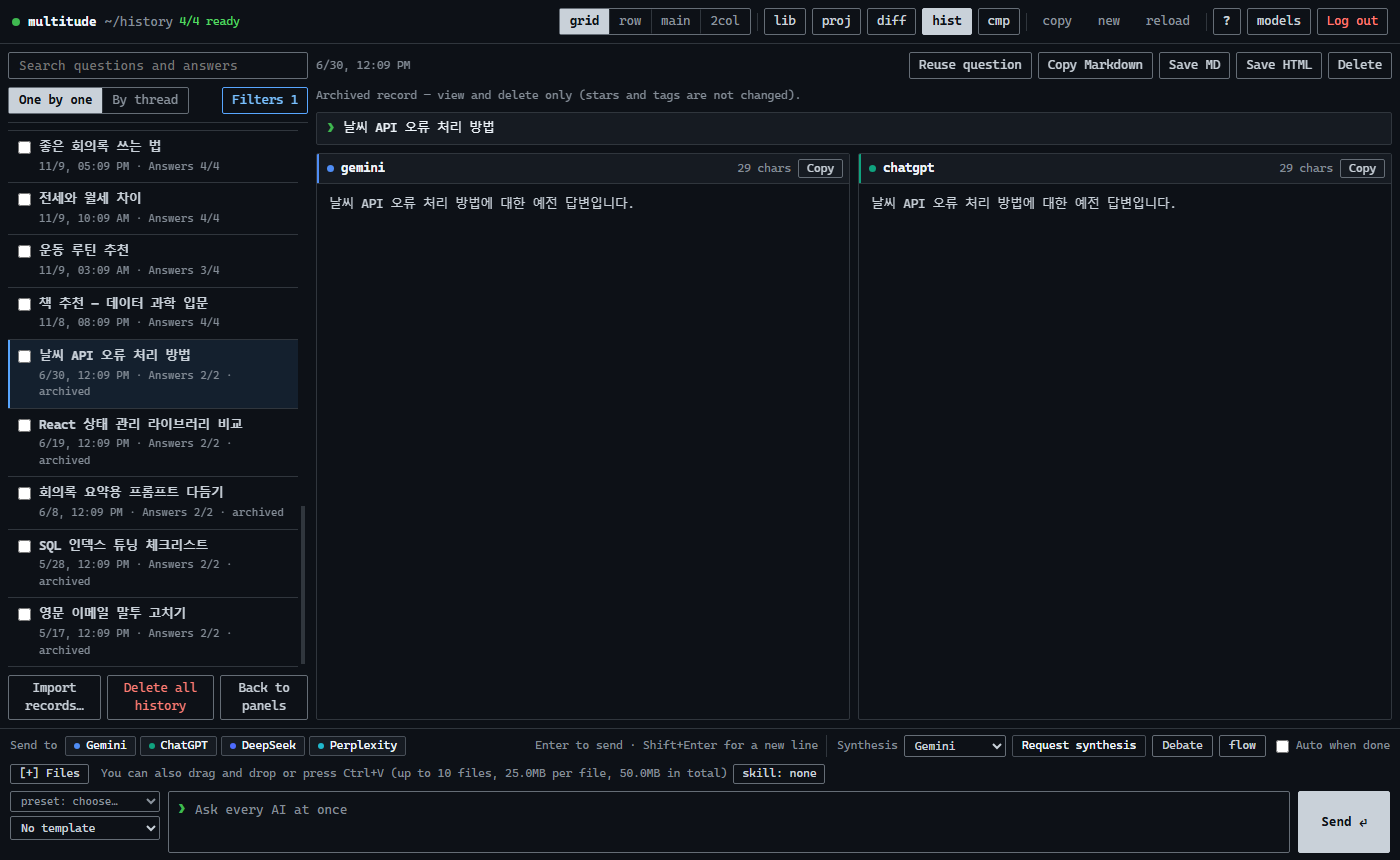 multitude ~/history 4/4 ready
grid row main 2col lib proj diff hist cmp copy new reload ? models Log out
Search questions and answers
One by one By thread Filters 1
좋은 회의록 쓰는 법
11/9, 05:09 PM · Answers 4/4
전세와 월세 차이
11/9, 10:09 AM · Answers 4/4
운동 루틴 추천
11/9, 03:09 AM · Answers 3/4
책 추천 — 데이터 과학 입문
11/8, 08:09 PM · Answers 4/4
날씨 API 오류 처리 방법
6/30, 12:09 PM · Answers 2/2 ·
archived
React 상태 관리 라이브러리 비교
6/19, 12:09 PM · Answers 2/2 ·
archived
회의록 요약용 프롬프트 다듬기
6/8, 12:09 PM · Answers 2/2 · archived
SQL 인덱스 튜닝 체크리스트
5/28, 12:09 PM · Answers 2/2 ·
archived
영문 이메일 말투 고치기
5/17, 12:09 PM · Answers 2/2 ·
archived
Import
records…
Delete all
history
Back to
panels
6/30, 12:09 PM
Reuse question Copy Markdown Save MD Save HTML Delete
Archived record — view and delete only (stars and tags are not changed).
❯ 날씨 API 오류 처리 방법
gemini 29 chars Copy
날씨 API 오류 처리 방법에 대한 예전 답변입니다.
chatgpt 29 chars Copy
날씨 API 오류 처리 방법에 대한 예전 답변입니다.
Send to Gemini ChatGPT DeepSeek Perplexity
Enter to send · Shift+Enter for a new line Synthesis Gemini Request synthesis Debate flow Auto when done
[+] Files You can also drag and drop or press Ctrl+V (up to 10 files, 25.0MB per file, 50.0MB in total) skill: none
preset: choose…
No template
❯ Ask every AI at once
Send ⏎